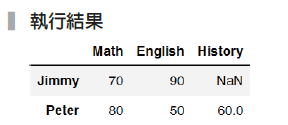 執行結果
Math English History
Jimmy 70 90 NaN
Peter 80 50 60.0